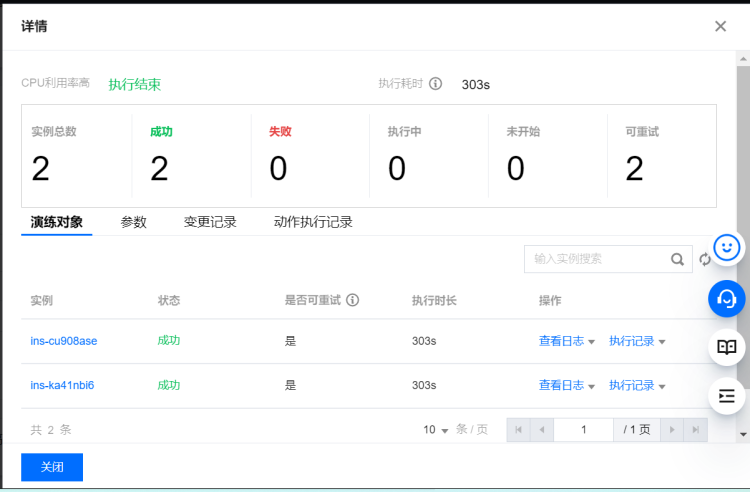 详情
CPU利用率高 执行结束 执行耗时 303s
实例总数 成功 失败 执行中 未开始 可重试
2 2 0 0 0 2
演练对象 参数 变更记录 动作执行记录
输入实例搜索
实例 状态 是否可重试 执行时长 操作
ins-cu908ase 成功 是 303s 查看日志 执行记录
ins-ka41nbi6 成功 是 303s 查看日志 执行记录
共 2 条 10 条 / 页 1 / 1 页
关闭